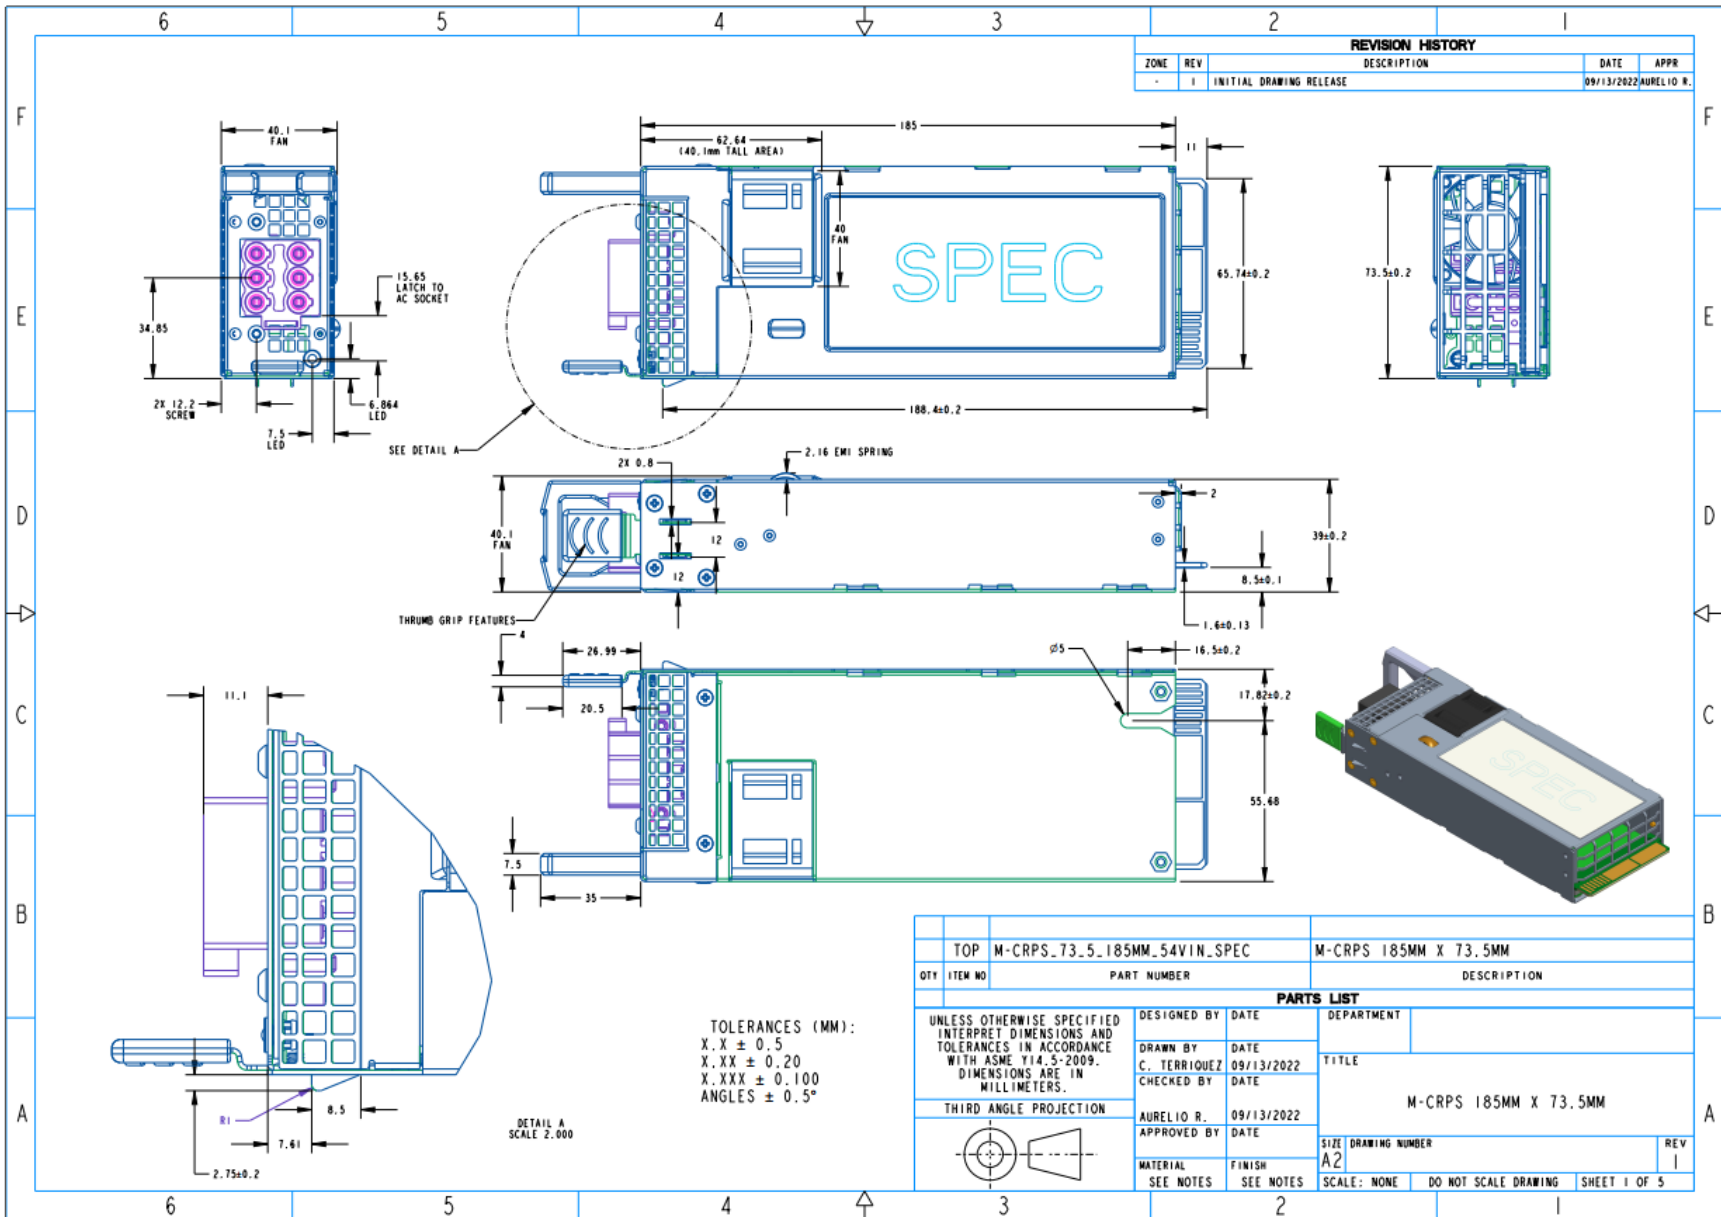 6 5 4 3 2 1
REVISION HISTORY
ZONE REV DESCRIPTION DATE APPR
- 1 INITIAL DRAWING RELEASE 09/13/2022 AURELIO R.
F F
E E
D D
C C
B B
A A
40.1
FAN
34.85
15.65
LATCH TO
AC SOCKET
2X 12.2
SCREW
7.5
LED
6.864
LED
SEE DETAIL A
185
62.64
(40.1mm TALL AREA)
11
40
FAN
SPEC
65.74±0.2
188.4±0.2
73.5±0.2
2X 0.8
2.16 EMI SPRING
40.1
FAN
12
12
2
39±0.2
8.5±0.1
1.6±0.13
THRUMB GRIP FEATURES
4
26.99
20.5
Ø5
16.5±0.2
17.82±0.2
55.68
7.5
35
SPEC
11.1
R1
8.5
7.61
2.75±0.2
DETAIL A
SCALE 2.000
TOLERANCES (MM):
X.X ± 0.5
X.XX ± 0.20
X.XXX ± 0.100
ANGLES ± 0.5°
TOP M-CRPS_73_5_185MM_54VIN_SPEC M-CRPS 185MM X 73.5MM
QTY ITEM NO PART NUMBER DESCRIPTION
PARTS LIST
UNLESS OTHERWISE SPECIFIED
INTERPRET DIMENSIONS AND
TOLERANCES IN ACCORDANCE
WITH ASME Y14.5-2009.
DIMENSIONS ARE IN
MILLIMETERS.
THIRD ANGLE PROJECTION
DESIGNED BY DATE
DRAWN BY DATE
C. TERRIQUEZ 09/13/2022
CHECKED BY DATE
AURELIO R. 09/13/2022
APPROVED BY DATE
MATERIAL FINISH
SEE NOTES SEE NOTES
DEPARTMENT
TITLE
M-CRPS 185MM X 73.5MM
SIZE DRAWING NUMBER REV
A2 1
SCALE: NONE DO NOT SCALE DRAWING SHEET 1 OF 5
6 5 4 3 2 1